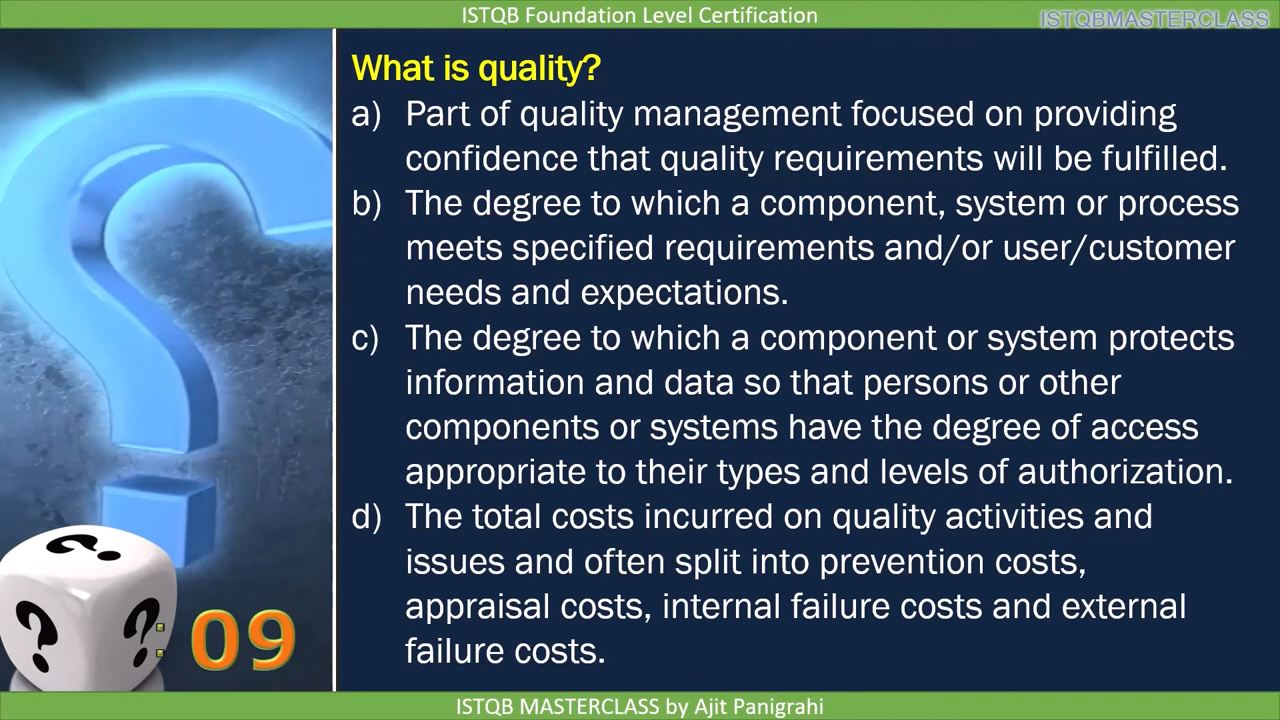 ISTQB Foundation Level Certification
ISTQBMASTERCLASS
What is quality?
a) Part of quality management focused on providing
confidence that quality requirements will be fulfilled.
b) The degree to which a component, system or process
meets specified requirements and/or user/customer
needs and expectations.
c) The degree to which a component or system protects
information and data so that persons or other
components or systems have the degree of access
appropriate to their types and levels of authorization.
d) The total costs incurred on quality activities and
issues and often split into prevention costs,
appraisal costs, internal failure costs and external
failure costs.
? ? ?
: 09
ISTQB MASTERCLASS by Ajit Panigrahi